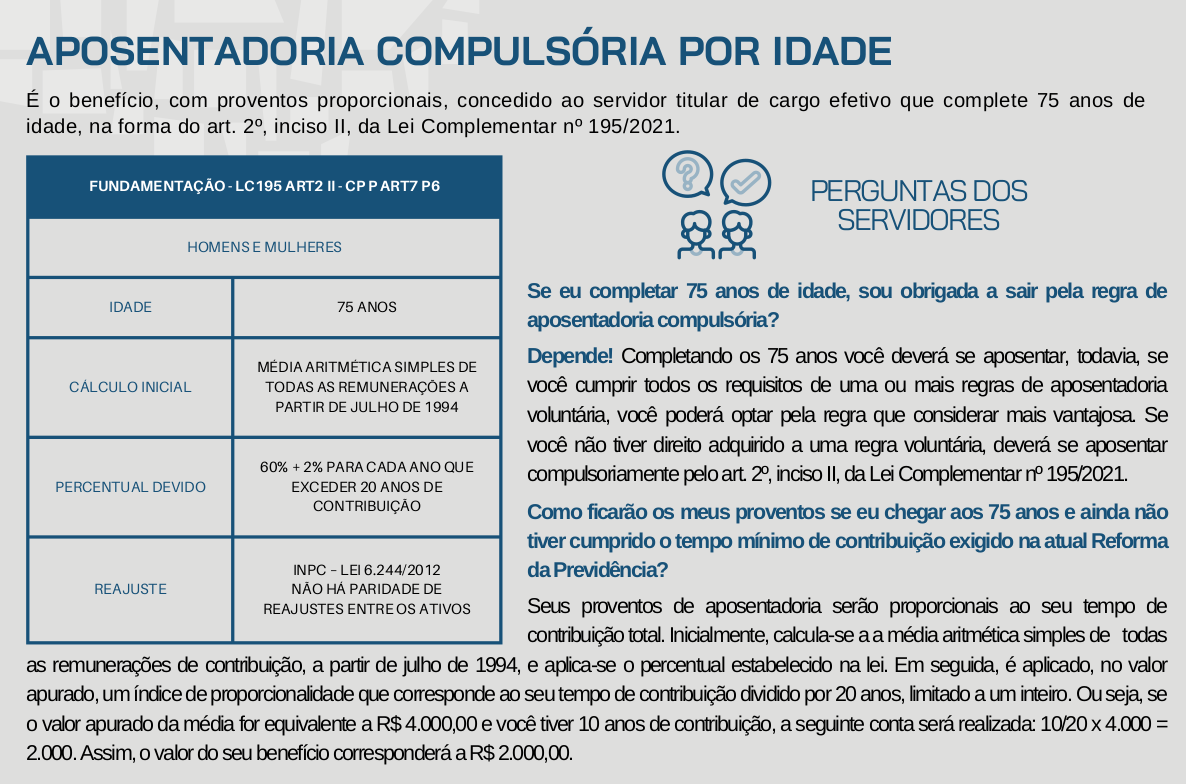 APOSENTADORIA COMPULSÓRIA POR IDADE
É o benefício, com proventos proporcionais, concedido ao servidor titular de cargo efetivo que complete 75 anos de
idade, na forma do art. 2º, inciso II, da Lei Complementar nº 195/2021.
FUNDAMENTAÇÃO - LC195 ART2 II - CP P ART7 P6
HOMENS E MULHERES
IDADE
75 ANOS
CÁLCULO INICIAL
MÉDIA ARITMÉTICA SIMPLES DE
TODAS AS REMUNERAÇÕES A
PARTIR DE JULHO DE 1994
PERCENTUAL DEVIDO
60% + 2% PARA CADA ANO QUE
EXCEDER 20 ANOS DE
CONTRIBUIÇÃO
REAJUSTE
INPC – LEI 6.244/2012
NÃO HÁ PARIDADE DE
REAJUSTES ENTRE OS ATIVOS
?
PERGUNTAS DOS
SERVIDORES
Se eu completar 75 anos de idade, sou obrigada a sair pela regra de
aposentadoria compulsória?
Depende! Completando os 75 anos você deverá se aposentar, todavia, se
você cumprir todos os requisitos de uma ou mais regras de aposentadoria
voluntária, você poderá optar pela regra que considerar mais vantajosa. Se
você não tiver direito adquirido a uma regra voluntária, deverá se aposentar
compulsoriamente pelo art. 2º, inciso II, da Lei Complementar nº 195/2021.
Como ficarão os meus proventos se eu chegar aos 75 anos e ainda não
tiver cumprido o tempo mínimo de contribuição exigido na atual Reforma
da Previdência?
Seus proventos de aposentadoria serão proporcionais ao seu tempo de
contribuição total. Inicialmente, calcula-se a a média aritmética simples de todas
as remunerações de contribuição, a partir de julho de 1994, e aplica-se o percentual estabelecido na lei. Em seguida, é aplicado, no valor
apurado, um índice de proporcionalidade que corresponde ao seu tempo de contribuição dividido por 20 anos, limitado a um inteiro. Ou seja, se
o valor apurado da média for equivalente a R$ 4.000,00 e você tiver 10 anos de contribuição, a seguinte conta será realizada: 10/20 x 4.000 =
2.000. Assim, o valor do seu benefício corresponderá a R$ 2.000,00.